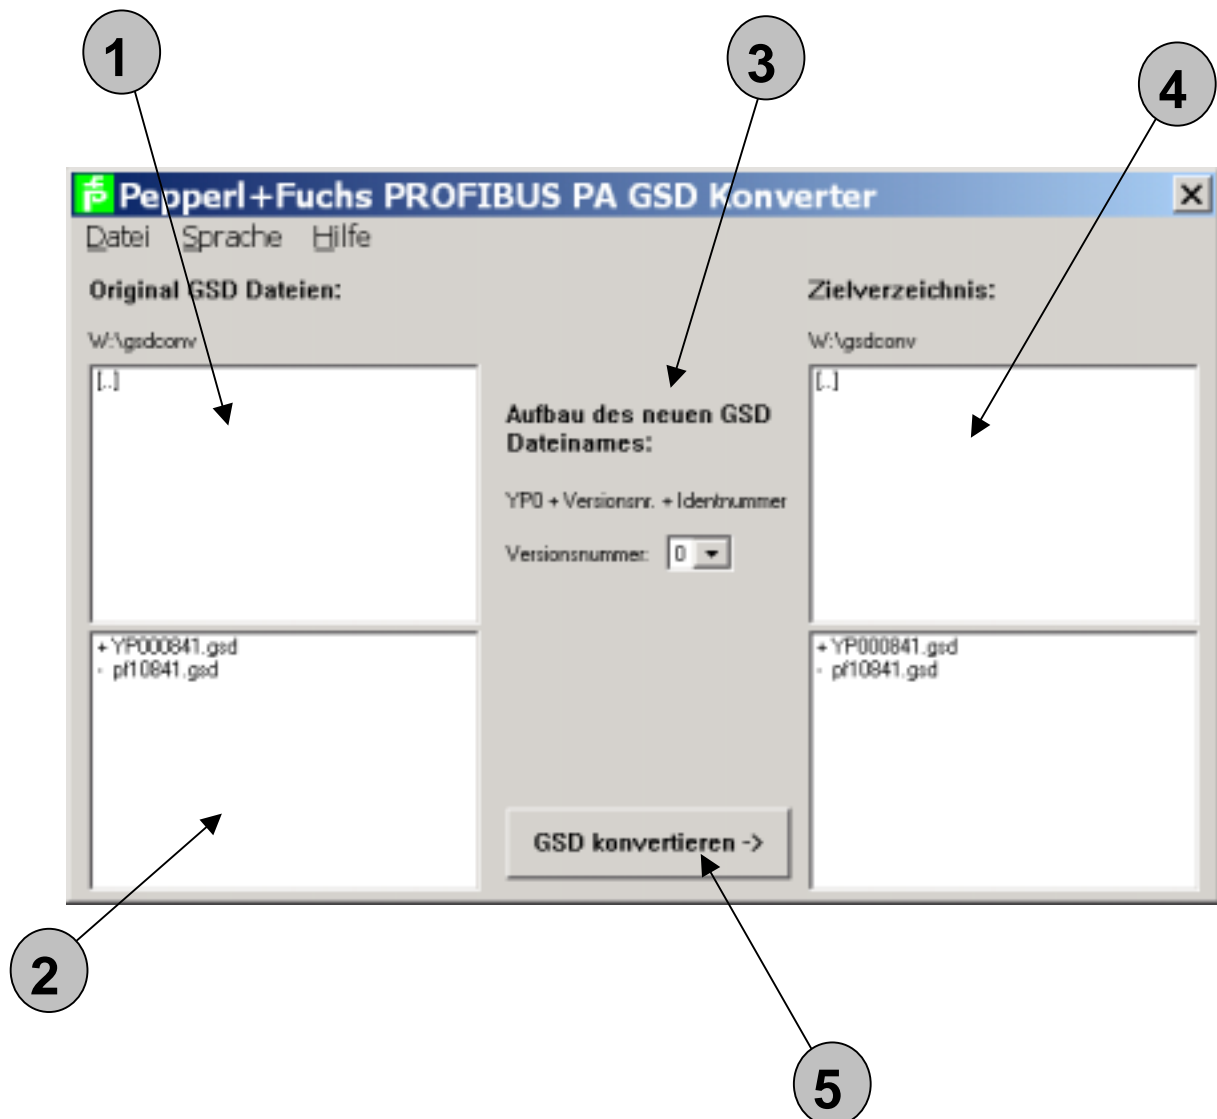 1
3
4
Pepperl+Fuchs PROFIBUS PA GSD Konverter
Datei Sprache Hilfe
Original GSD Dateien:
Zielverzeichnis:
W:\gsdconv
W:\gsdconv
[..]
[..]
Aufbau des neuen GSD
Dateinames:
YP0 + Versionsnr. + Identnummer
Versionsnummer: 0
+ YP000841.gsd
- pf10841.gsd
+ YP000841.gsd
- pf10841.gsd
GSD konvertieren ->
2
5